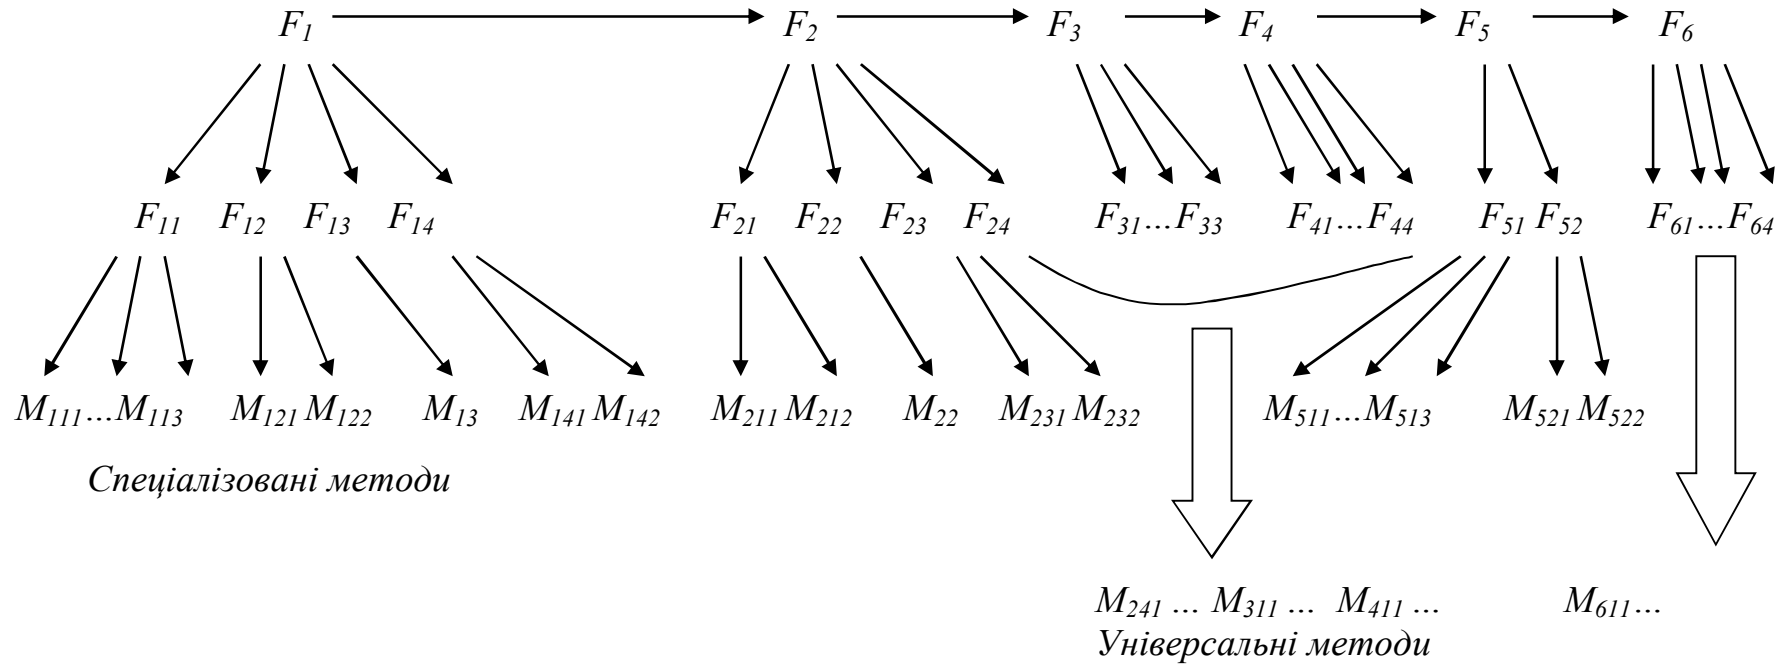 F1 F2 F3 F4 F5 F6
F11 F12 F13 F14 F21 F22 F23 F24 F31...F33 F41...F44 F51 F52 F61...F64
M111...M113 M121 M122 M13 M141 M142 M211 M212 M22 M231 M232 M511...M513 M521 M522
Спеціалізовані методи
M241 ... M311 ... M411 ... M611...
Універсальні методи